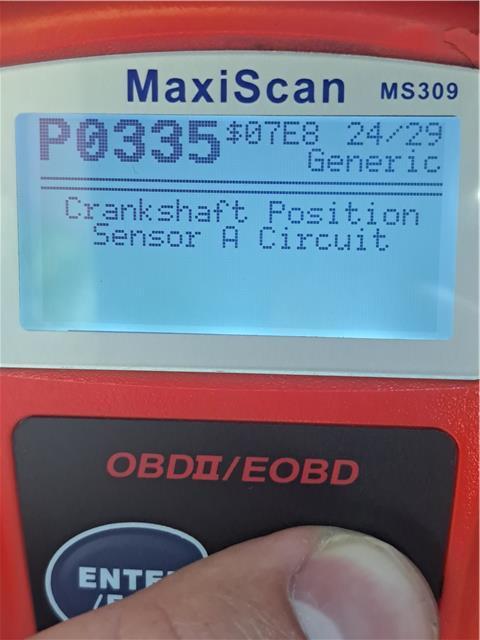 MaxiScan MS309
P0335 $07E8 24/29
Generic
Crankshaft Position
Sensor A Circuit
OBDII/EOBD